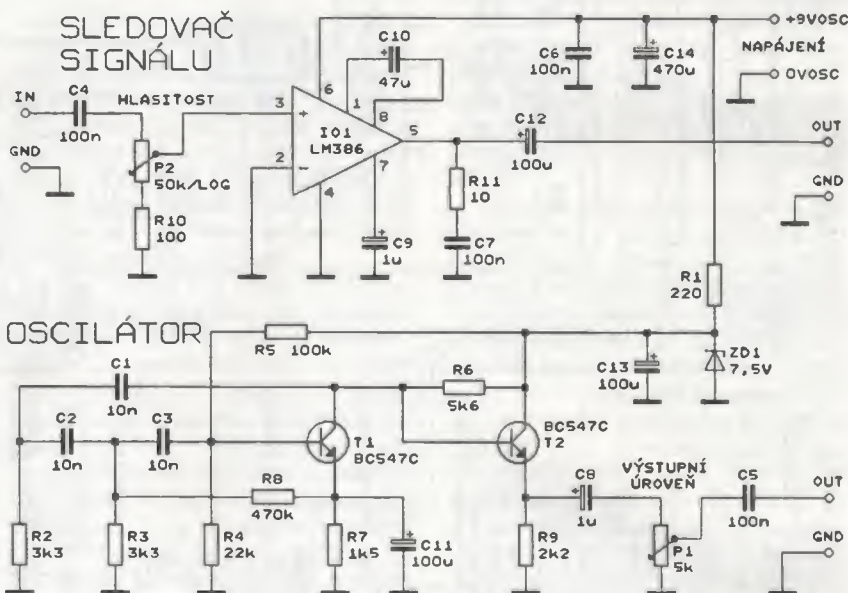 SLEDOVAČ
SIGNÁLU
OSCILÁTOR
IN
C4
100n
GND
HLASITOST
P2
50k/LOG
R10
100
3
2
+
−
IO1
LM386
6
1
8
5
7
4
C10
+
47u
C9
+
1u
R11
10
C7
100n
C12
+
100u
C6
100n
C14
+
470u
+9VOSC
NAPÁJENÍ
0VOSC
OUT
GND
R1
220
ZD1
7,5V
C13
+
100u
R5 100k
C1
10n
C2
10n
C3
10n
R6
5k6
T1
BC547C
BC547C
T2
R8
470k
R2
3k3
R3
3k3
R4
22k
R7
1k5
C11
+
100u
R9
2k2
C8
+
1u
VÝSTUPNÍ
ÚROVEŇ
P1
5k
C5
100n
OUT
GND